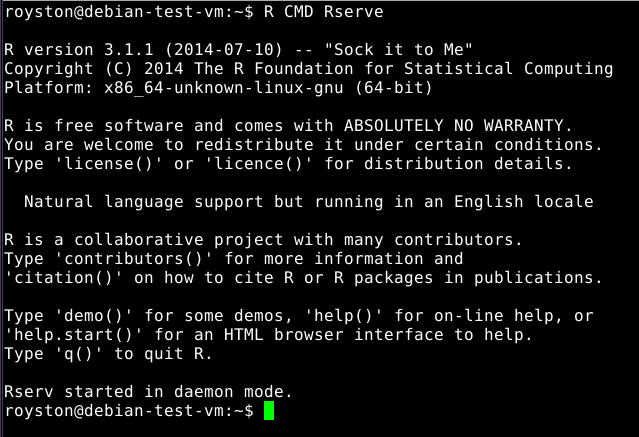 royston@debian-test-vm:~$ R CMD Rserve
R version 3.1.1 (2014-07-10) -- "Sock it to Me"
Copyright (C) 2014 The R Foundation for Statistical Computing
Platform: x86_64-unknown-linux-gnu (64-bit)
R is free software and comes with ABSOLUTELY NO WARRANTY.
You are welcome to redistribute it under certain conditions.
Type 'license()' or 'licence()' for distribution details.
Natural language support but running in an English locale
R is a collaborative project with many contributors.
Type 'contributors()' for more information and
'citation()' on how to cite R or R packages in publications.
Type 'demo()' for some demos, 'help()' for on-line help, or
'help.start()' for an HTML browser interface to help.
Type 'q()' to quit R.
Rserv started in daemon mode.
royston@debian-test-vm:~$